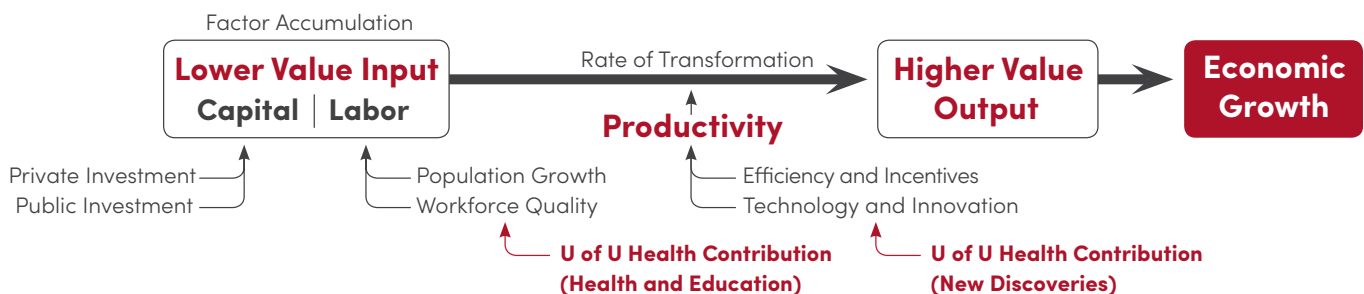 Factor Accumulation
Lower Value Input
Capital | Labor
Rate of Transformation
Productivity
Higher Value
Output
Economic
Growth
Private Investment
Public Investment
Population Growth
Workforce Quality
Efficiency and Incentives
Technology and Innovation
U of U Health Contribution
(Health and Education)
U of U Health Contribution
(New Discoveries)